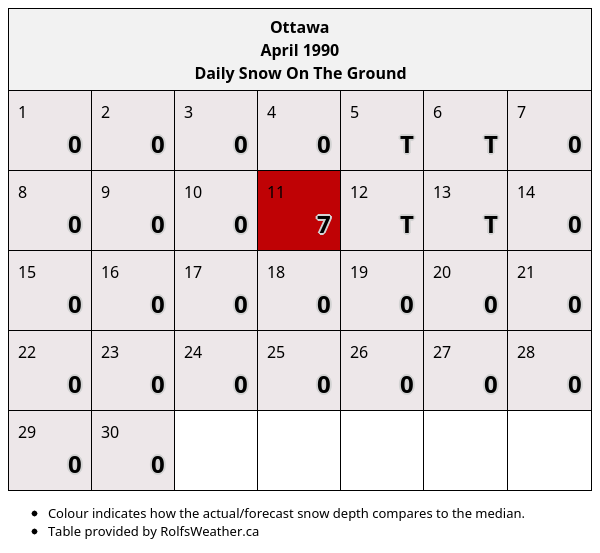 Ottawa
April 1990
Daily Snow On The Ground
1 2 3 4 5 6 7
0 0 0 0 T T 0
8 9 10 11 12 13 14
0 0 0 7 T T 0
15 16 17 18 19 20 21
0 0 0 0 0 0 0
22 23 24 25 26 27 28
0 0 0 0 0 0 0
29 30
0 0
• Colour indicates how the actual/forecast snow depth compares to the median.
• Table provided by RolfsWeather.ca